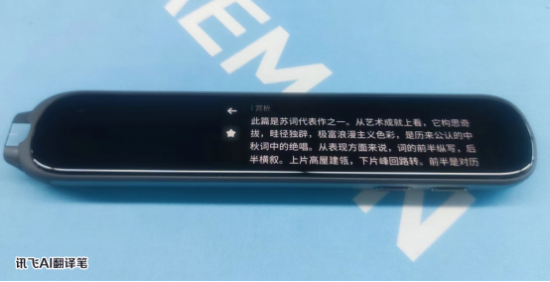 EMEN
赏析
此篇是苏词代表作之一。从艺术成就上看，它构思奇
拔，畦径独辟，极富浪漫主义色彩，是历来公认的中
秋词中的绝唱。从表现方面来说，词的前半纵写，后
半横叙。上片高屋建瓴，下片峰回路转。前半是对历
讯飞AI翻译笔